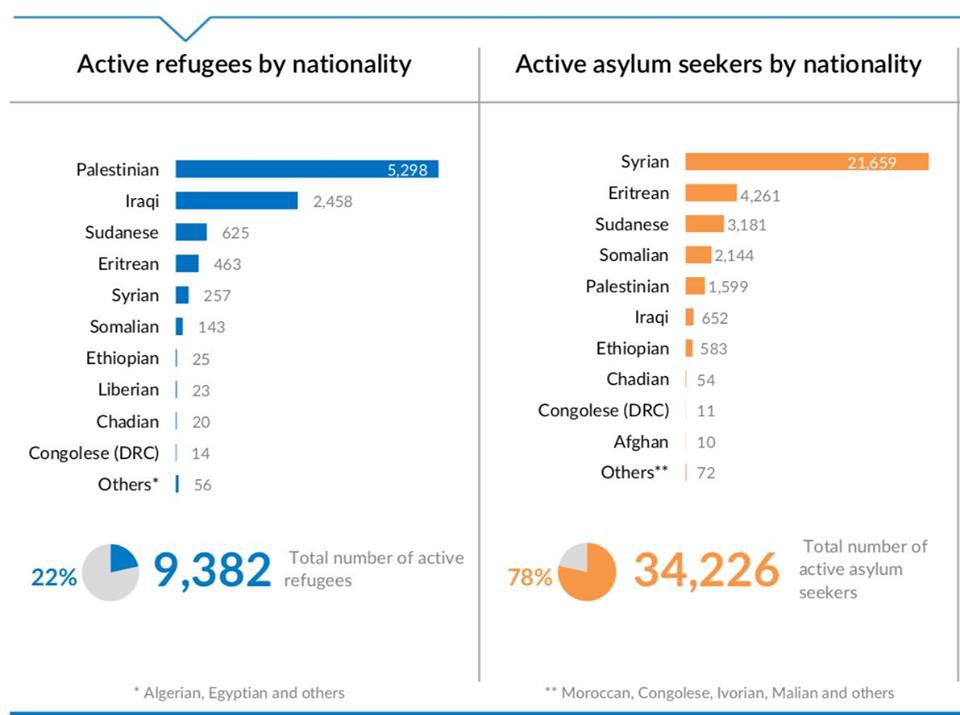 Active refugees by nationality
Palestinian 5,298
Iraqi 2,458
Sudanese 625
Eritrean 463
Syrian 257
Somalian 143
Ethiopian 25
Liberian 23
Chadian 20
Congolese (DRC) 14
Others* 56
22% 9,382 Total number of active
refugees
* Algerian, Egyptian and others
Active asylum seekers by nationality
Syrian 21,659
Eritrean 4,261
Sudanese 3,181
Somalian 2,144
Palestinian 1,599
Iraqi 652
Ethiopian 583
Chadian 54
Congolese (DRC) 11
Afghan 10
Others** 72
78% 34,226 Total number of
active asylum
seekers
** Moroccan, Congolese, Ivorian, Malian and others